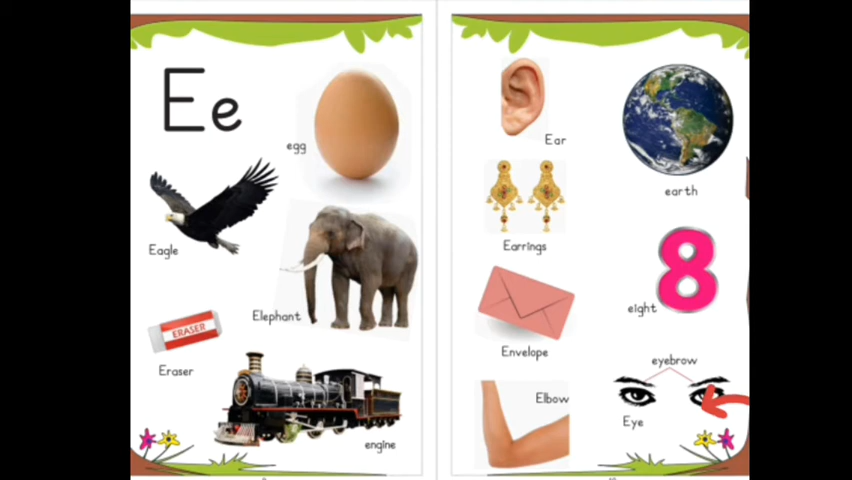 Ee
egg
Eagle
Elephant
ERASER
Eraser
engine
Ear
earth
Earrings
8
eight
Envelope
eyebrow
Elbow
Eye